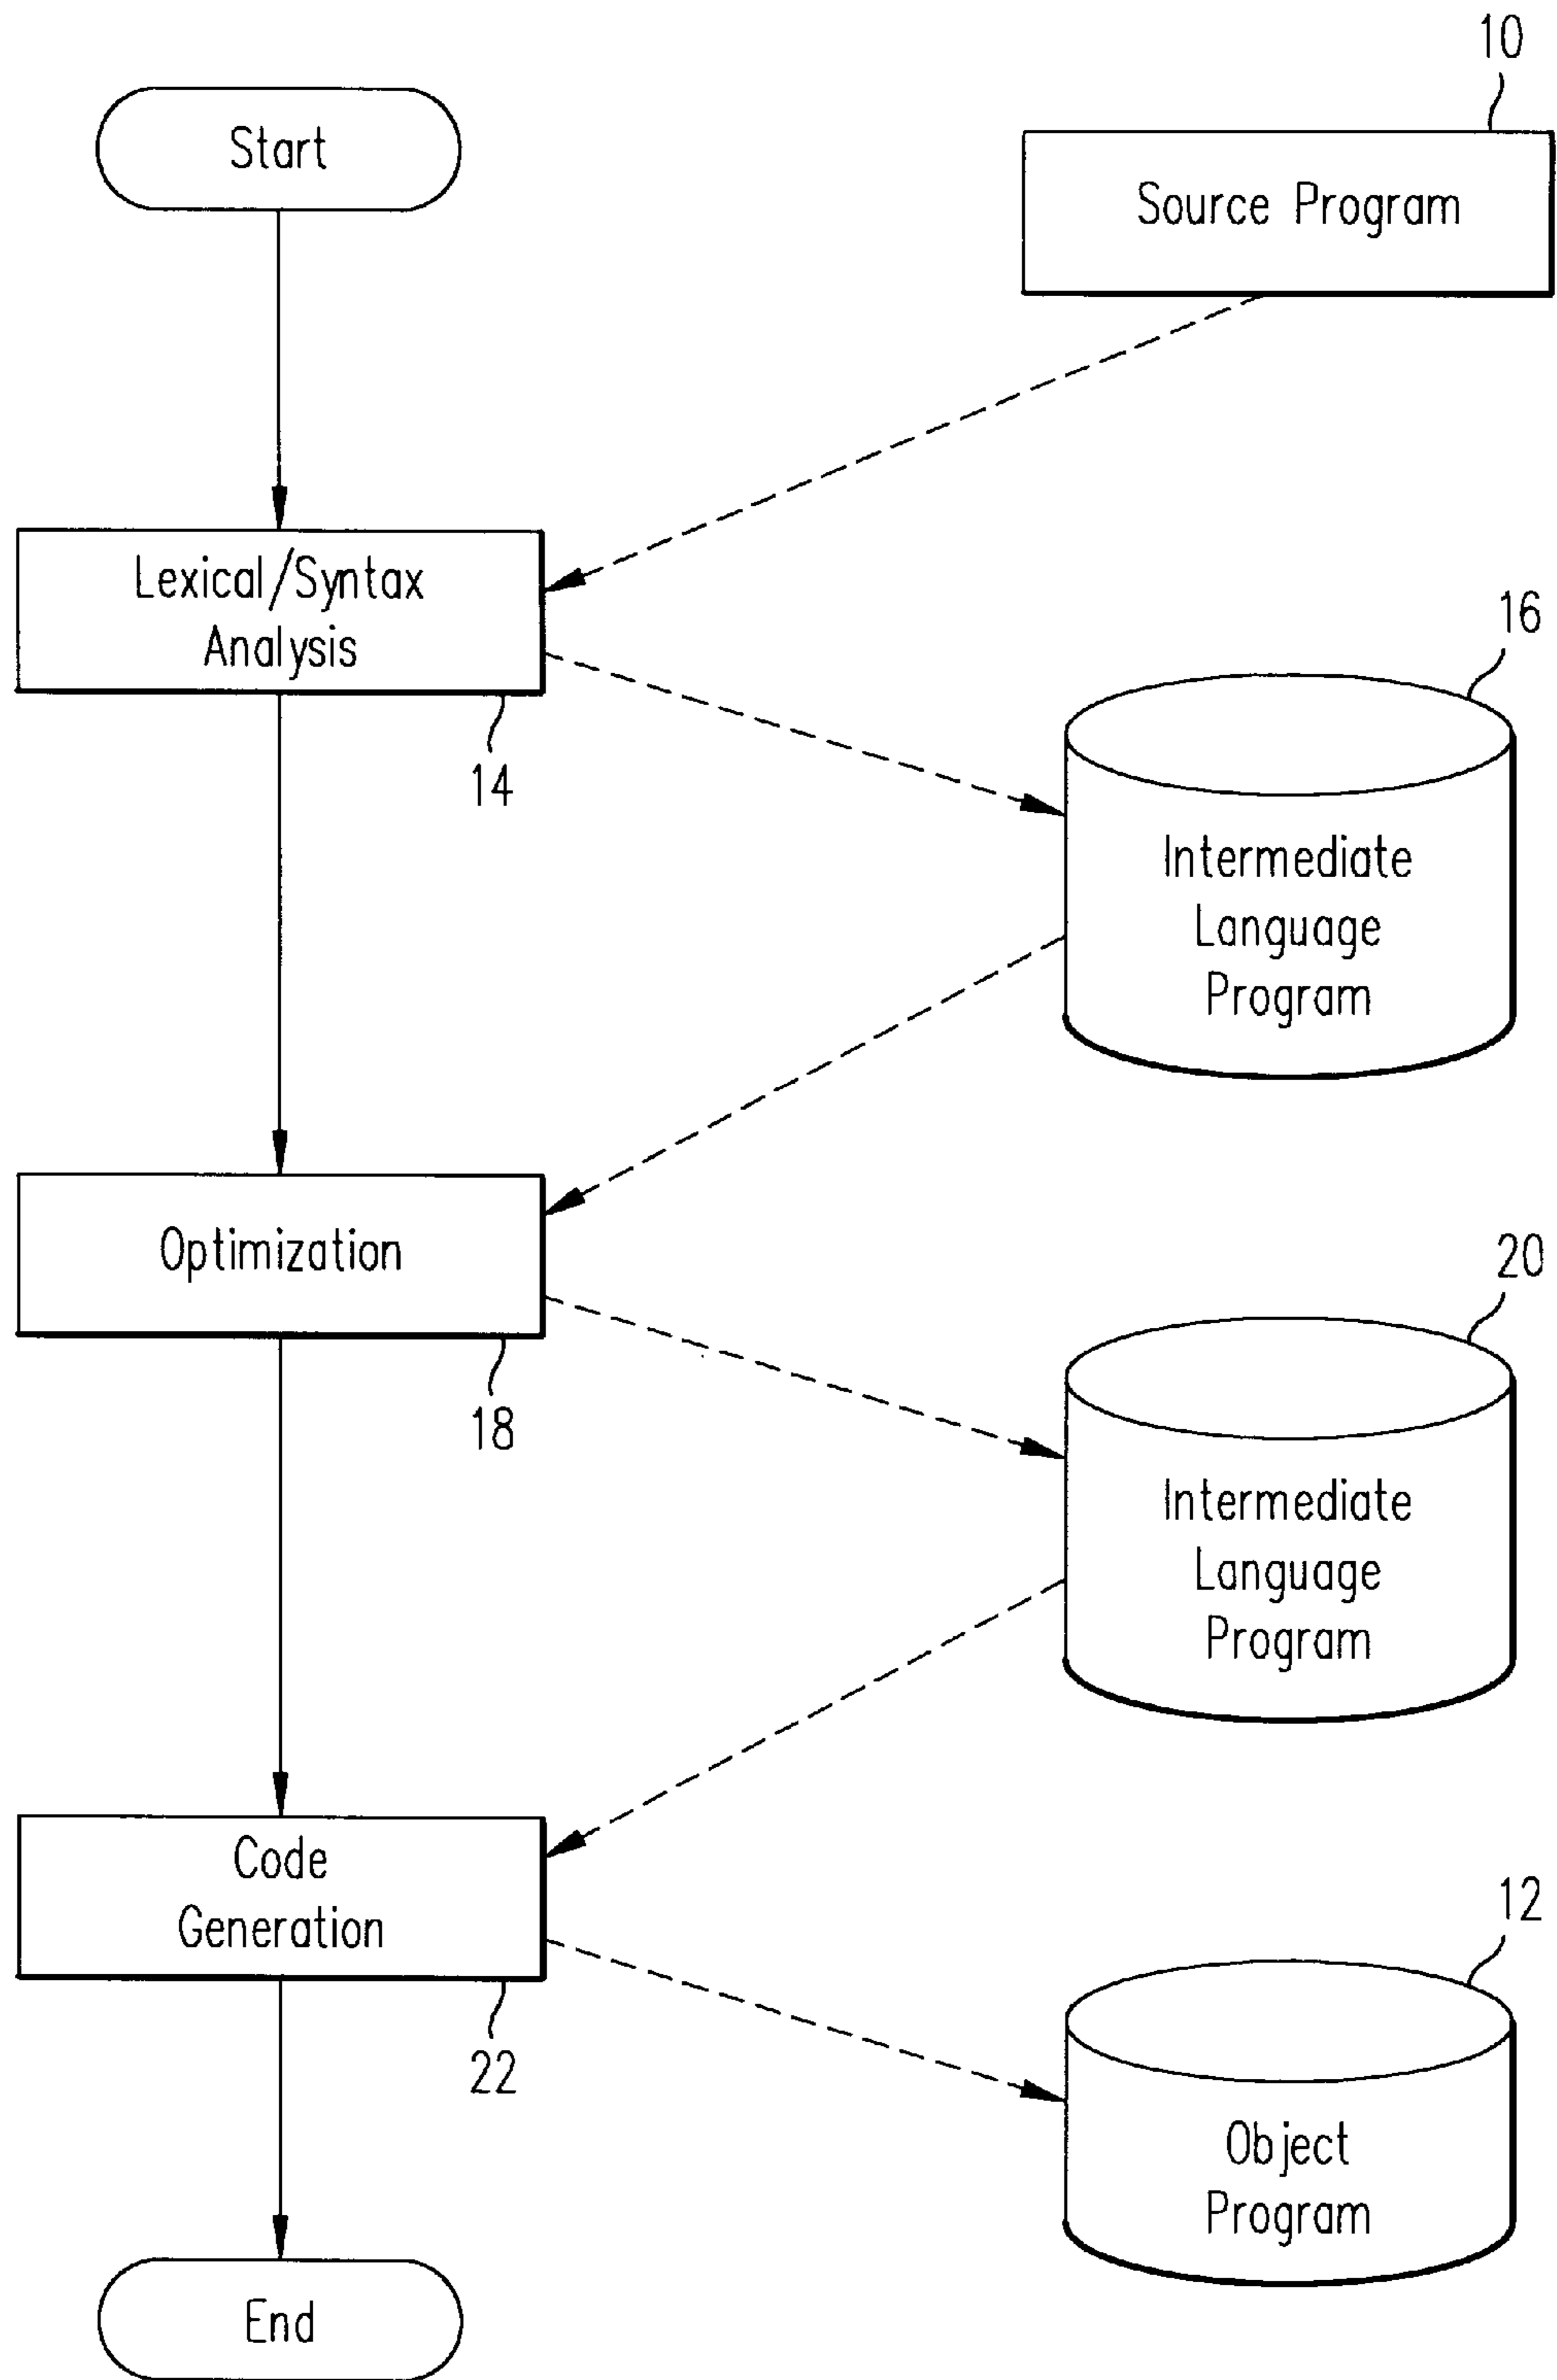 10
Start
Source Program
Lexical/Syntax
Analysis
14
16
Intermediate
Language
Program
Optimization
18
20
Intermediate
Language
Program
Code
Generation
22
12
Object
Program
End